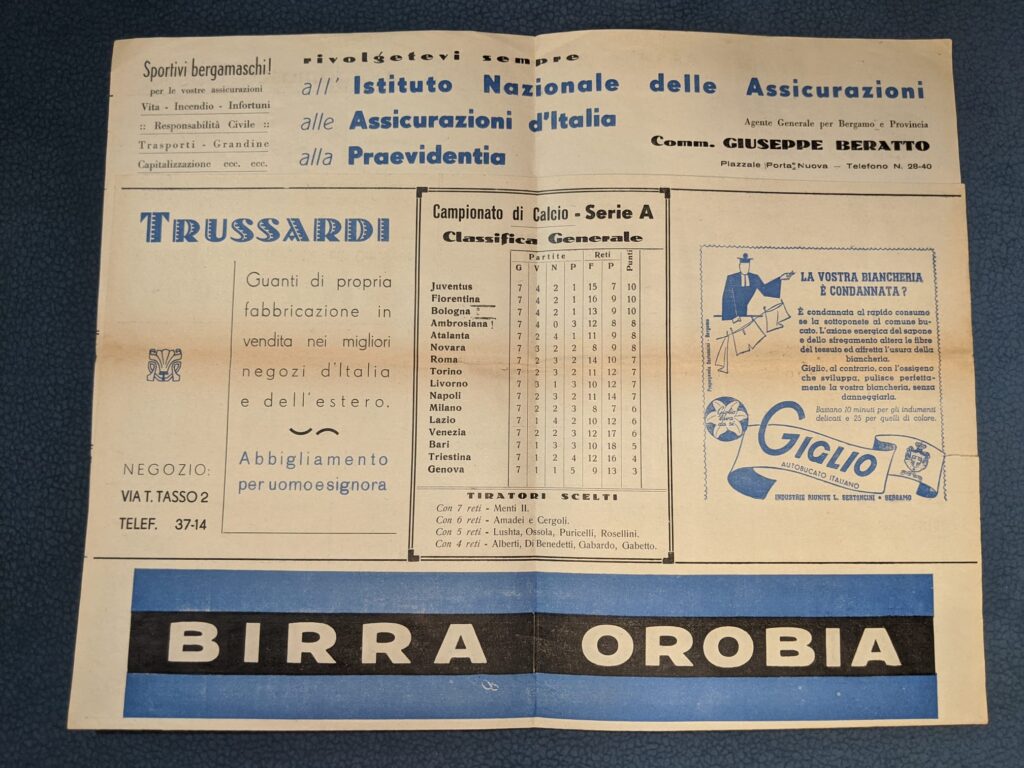 Sportivi bergamaschi!
per le vostre assicurazioni
Vita - Incendio - Infortuni
:: Responsabilità Civile ::
Trasporti - Grandine
Capitalizzazione ecc. ecc.
rivolgetevi sempre
all' Istituto Nazionale delle Assicurazioni
alle Assicurazioni d'Italia
alla Praevidentia
Agente Generale per Bergamo e Provincia
Comm. GIUSEPPE BERATTO
Piazzale Porta Nuova - Telefono N. 28-40
TRUSSARDI
Guanti di propria
fabbricazione in
vendita nei migliori
negozi d'Italia
e dell'estero.
Abbigliamento
per uomo e signora
NEGOZIO:
VIA T. TASSO 2
TELEF. 37-14
Campionato di Calcio - Serie A
Classifica Generale
Partite Reti Punti
G V N P F P
Juventus 7 4 2 1 15 7 10
Fiorentina 7 4 2 1 16 9 10
Bologna 7 4 2 1 13 9 10
Ambrosiana 7 4 0 3 12 8 8
Atalanta 7 2 4 1 11 9 8
Novara 7 3 2 2 8 9 8
Roma 7 2 3 2 14 10 7
Torino 7 2 3 2 11 12 7
Livorno 7 3 1 3 10 12 7
Napoli 7 2 3 2 11 14 7
Milano 7 2 2 3 8 7 6
Lazio 7 1 4 2 10 12 6
Venezia 7 2 2 3 12 17 6
Bari 7 1 3 3 10 18 5
Triestina 7 1 2 4 12 16 4
Genova 7 1 1 5 9 13 3
TIRATORI SCELTI
Con 7 reti - Menti II.
Con 6 reti - Amadei e Cergoli.
Con 5 reti - Lushta, Ossola, Puricelli, Rosellini.
Con 4 reti - Alberti, Di Benedetti, Gabardo, Gabetto.
LA VOSTRA BIANCHERIA
È CONDANNATA?
È condannata al rapido consumo
se la sottoponete al comune bu-
cato. L'azione energica del sapone
e dello sfregamento altera le fibre
del tessuto ed affretta l'usura della
biancheria.
Giglio, al contrario, con l'ossigeno
che sviluppa, pulisce perfetta-
mente la vostra biancheria, senza
danneggiarla.
Bastano 10 minuti per gli indumenti
delicati e 25 per quelli di colore.
Giglio
lava
da sé
GIGLIO
AUTOBUCATO ITALIANO
INDUSTRIE RIUNITE L. BERTONCINI • BERGAMO
BIRRA OROBIA